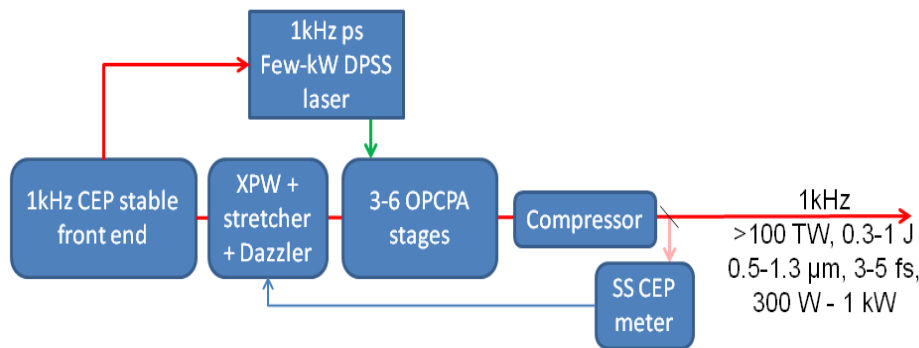 1kHz ps
Few-kW DPSS
laser
1kHz CEP stable
front end
XPW +
stretcher
+ Dazzler
3-6 OPCPA
stages
Compressor
SS CEP
meter
1kHz
>100 TW, 0.3-1 J
0.5-1.3 µm, 3-5 fs,
300 W - 1 kW